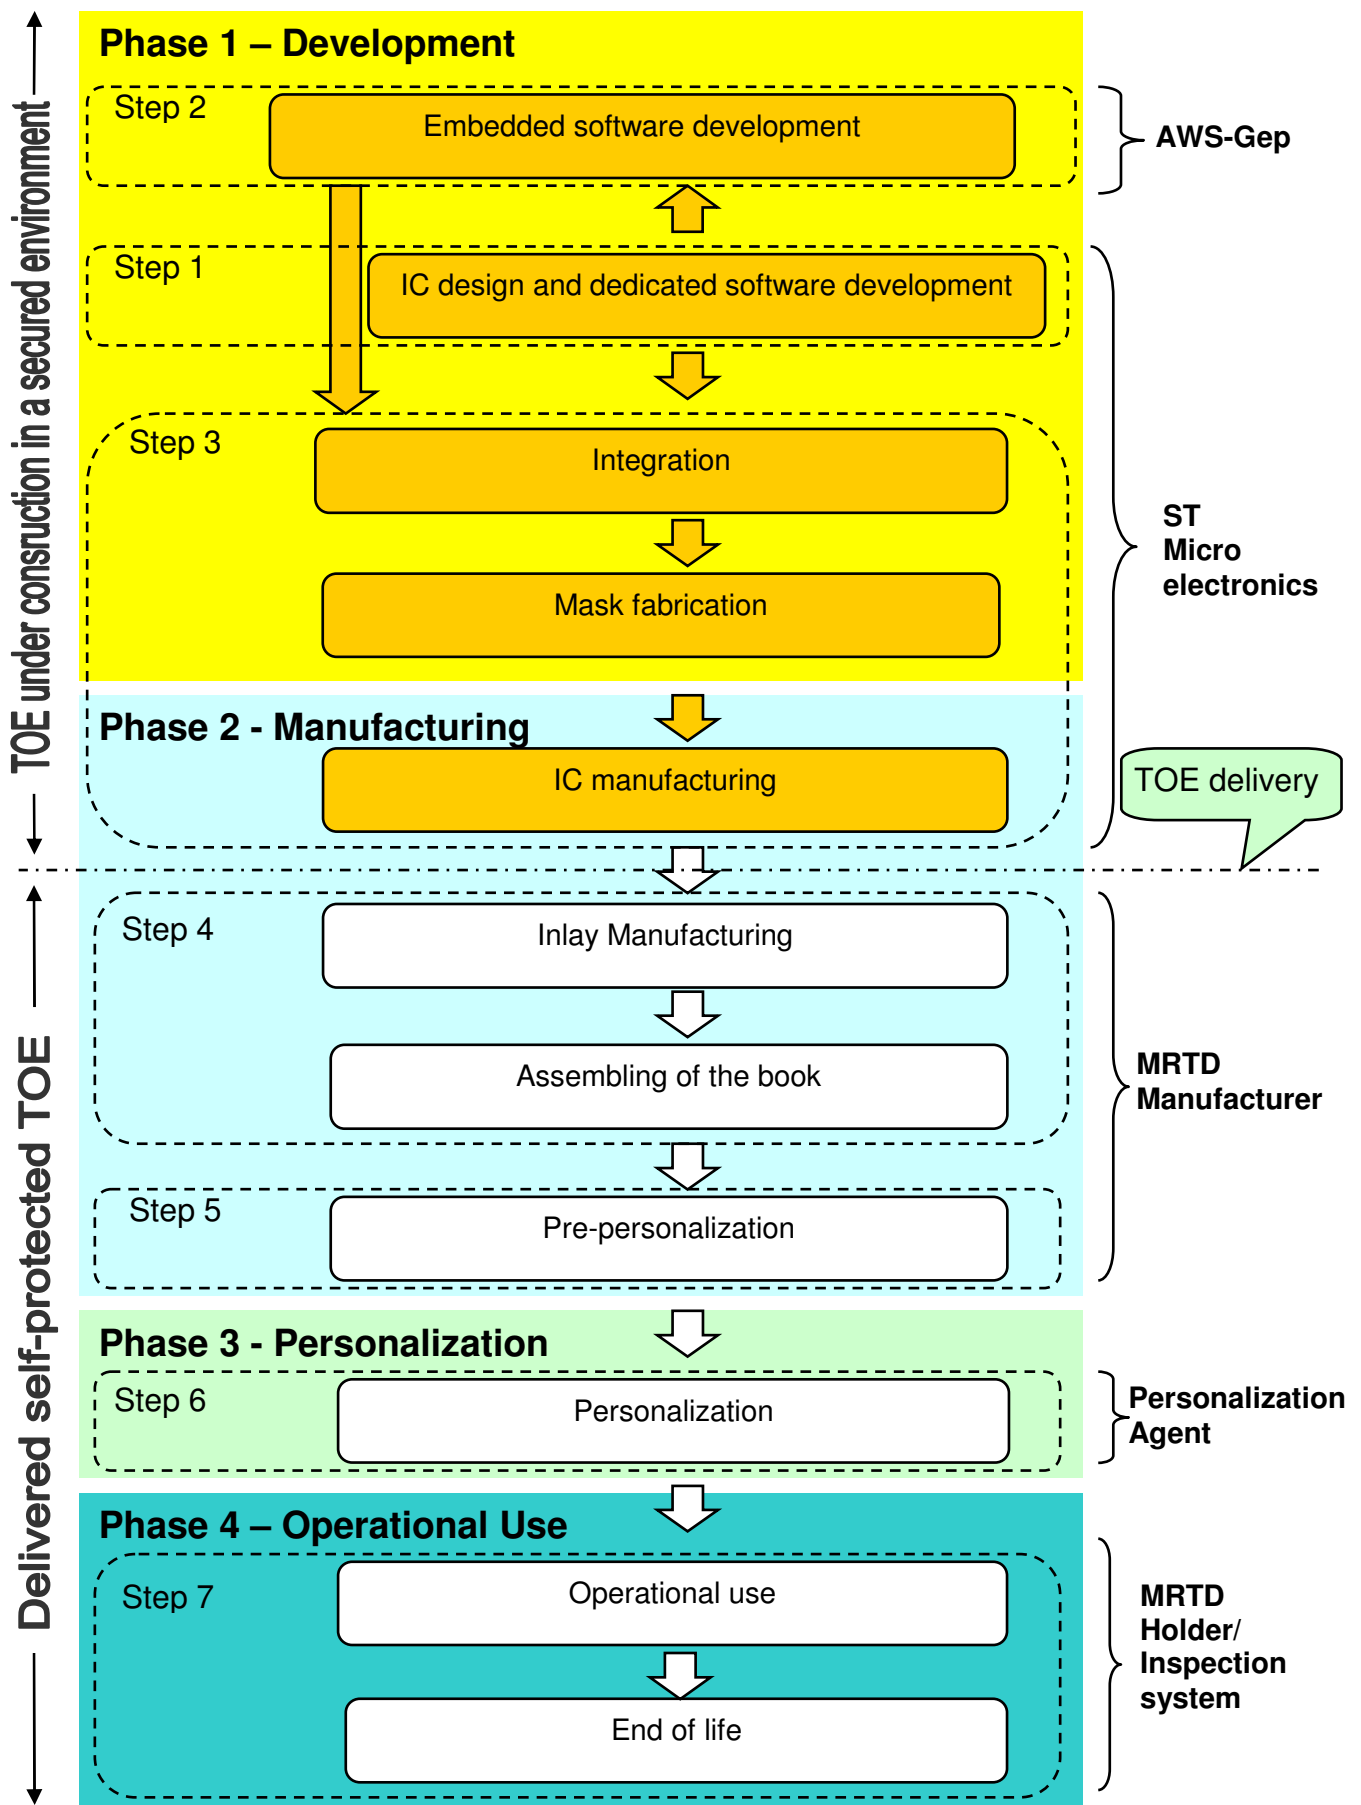 Phase 1 – Development
Step 2
Embedded software development
AWS-Gep
Step 1
IC design and dedicated software development
Step 3
Integration
Mask fabrication
ST
Micro
electronics
TOE under consruction in a secured environment
Phase 2 - Manufacturing
IC manufacturing
TOE delivery
Step 4
Inlay Manufacturing
Assembling of the book
MRTD
Manufacturer
Step 5
Pre-personalization
Delivered self-protected TOE
Phase 3 - Personalization
Step 6
Personalization
Personalization
Agent
Phase 4 – Operational Use
Step 7
Operational use
End of life
MRTD
Holder/
Inspection
system